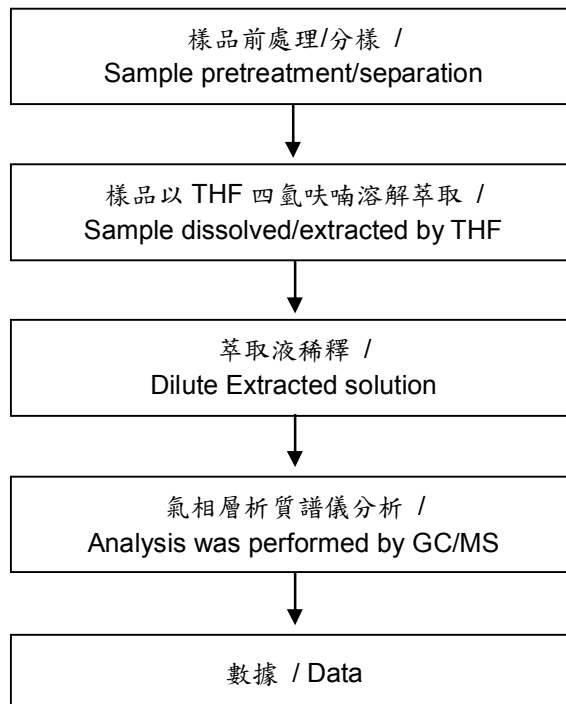 樣品前處理/分樣 /
Sample pretreatment/separation
樣品以 THF 四氫呋喃溶解萃取 /
Sample dissolved/extracted by THF
萃取液稀釋 /
Dilute Extracted solution
氣相層析質譜儀分析 /
Analysis was performed by GC/MS
數據 / Data